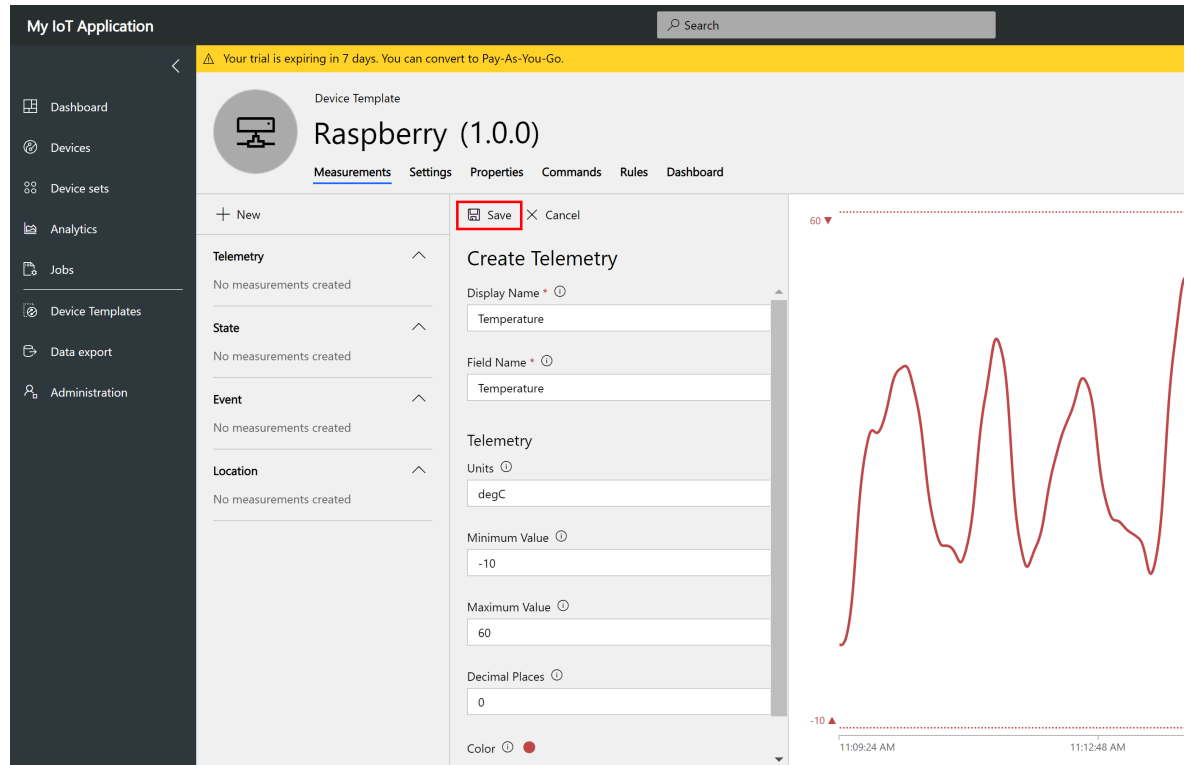 My IoT Application
Search
Your trial is expiring in 7 days. You can convert to Pay-As-You-Go.
Dashboard
Devices
Device sets
Analytics
Jobs
Device Templates
Data export
Administration
Device Template
Raspberry (1.0.0)
Measurements Settings Properties Commands Rules Dashboard
New
Telemetry
No measurements created
State
No measurements created
Event
No measurements created
Location
No measurements created
Save Cancel
Create Telemetry
Display Name *
Temperature
Field Name *
Temperature
Telemetry
Units
degC
Minimum Value
-10
Maximum Value
60
Decimal Places
0
Color
60
-10
11:09:24 AM 11:12:48 AM